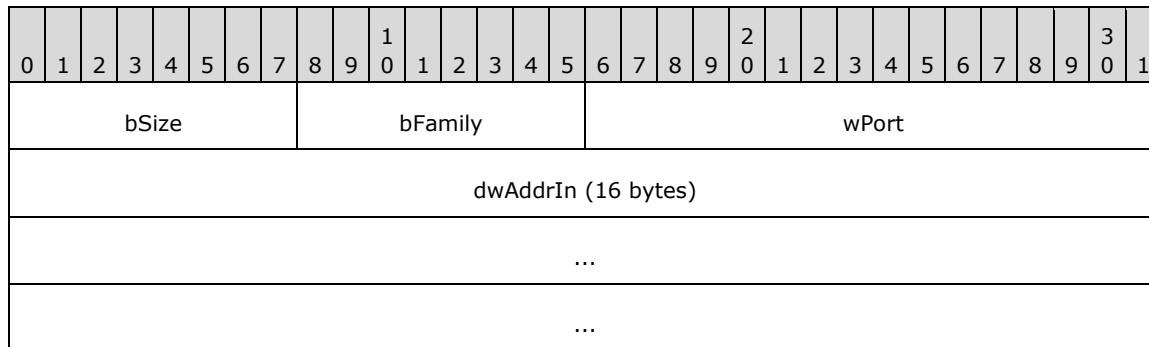 1 2 3
0 1 2 3 4 5 6 7 8 9 0 1 2 3 4 5 6 7 8 9 0 1 2 3 4 5 6 7 8 9 0 1
bSize bFamily wPort
dwAddrIn (16 bytes)
...
...